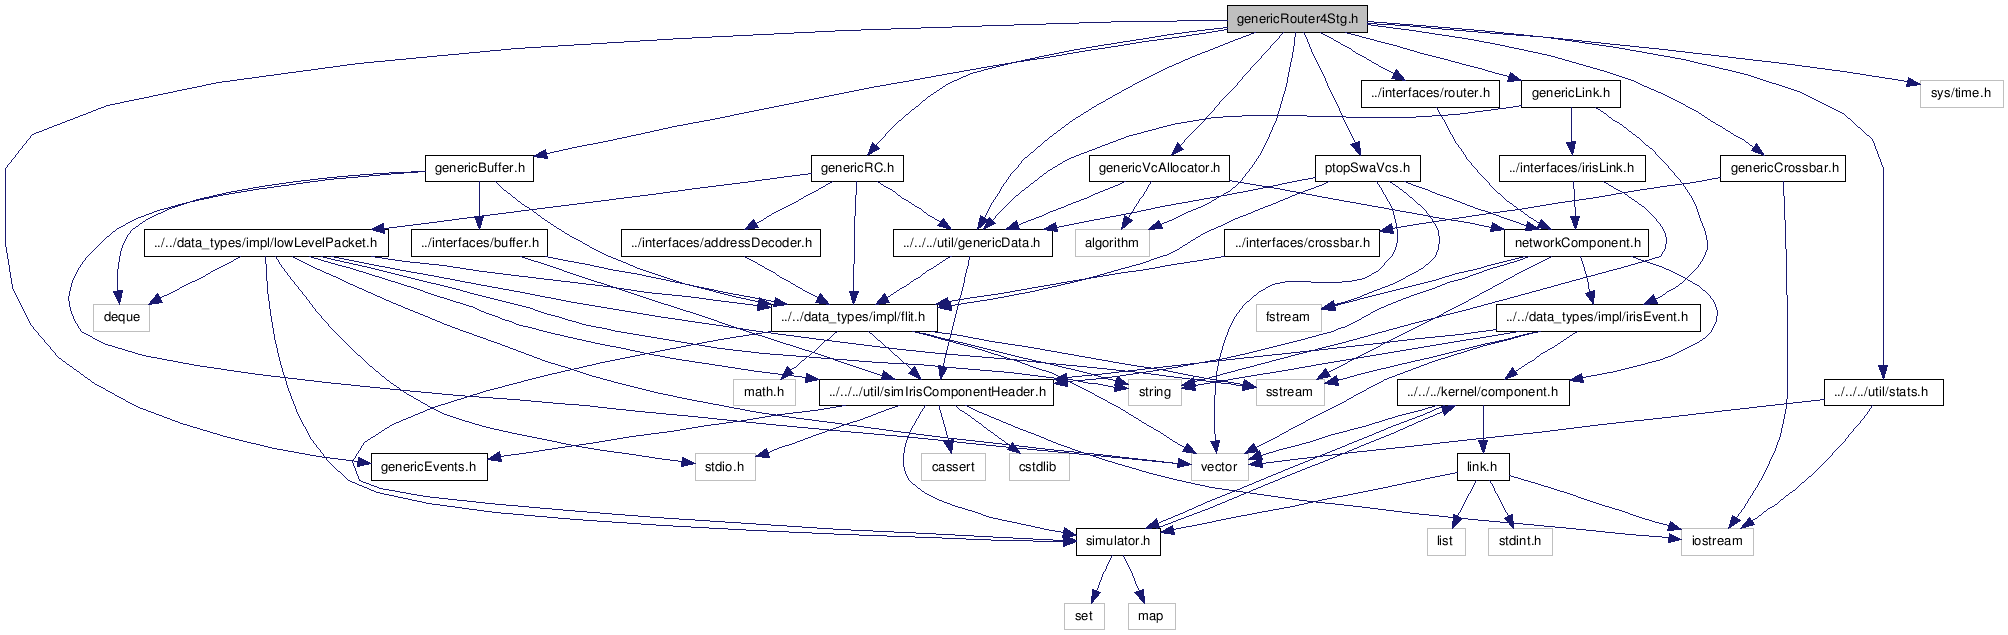 genericRouter4Stg.h
../interfaces/router.h
genericLink.h
sys/time.h
genericBuffer.h
genericRC.h
genericVcAllocator.h
ptopSwaVcs.h
../interfaces/irisLink.h
genericCrossbar.h
../../data_types/impl/lowLevelPacket.h
../interfaces/buffer.h
../interfaces/addressDecoder.h
../../../util/genericData.h
algorithm
../interfaces/crossbar.h
networkComponent.h
deque
../../data_types/impl/flit.h
fstream
../../data_types/impl/irisEvent.h
math.h
../../../util/simIrisComponentHeader.h
string
sstream
../../../kernel/component.h
../../../util/stats.h
genericEvents.h
stdio.h
cassert
cstdlib
vector
link.h
simulator.h
list
stdint.h
iostream
set
map